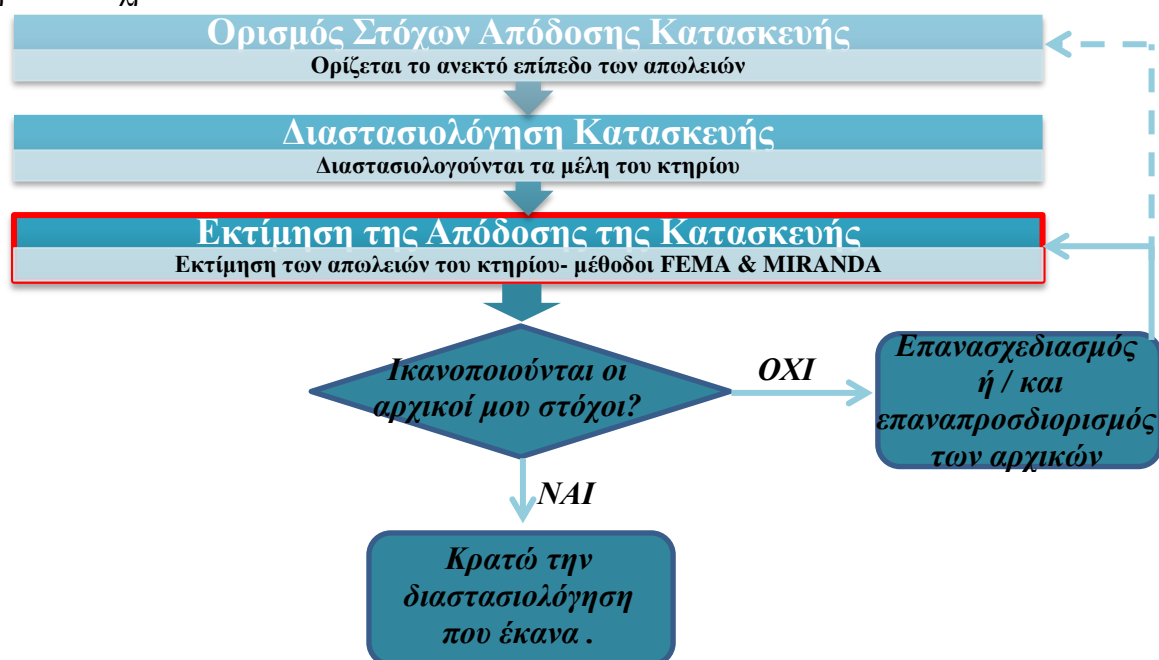 Ορισμός Στόχων Απόδοσης Κατασκευής
Ορίζεται το ανεκτό επίπεδο των απωλειών
Διαστασιολόγηση Κατασκευής
Διαστασιολογούνται τα μέλη του κτηρίου
Εκτίμηση της Απόδοσης της Κατασκευής
Εκτίμηση των απωλειών του κτηρίου- μέθοδοι FEMA & MIRANDA
Ικανοποιούνται οι
αρχικοί μου στόχοι?
ΟΧΙ
Επανασχεδιασμός
ή / και
επαναπροσδιορισμός
των αρχικών
ΝΑΙ
Κρατώ την
διαστασιολόγηση
που έκανα .